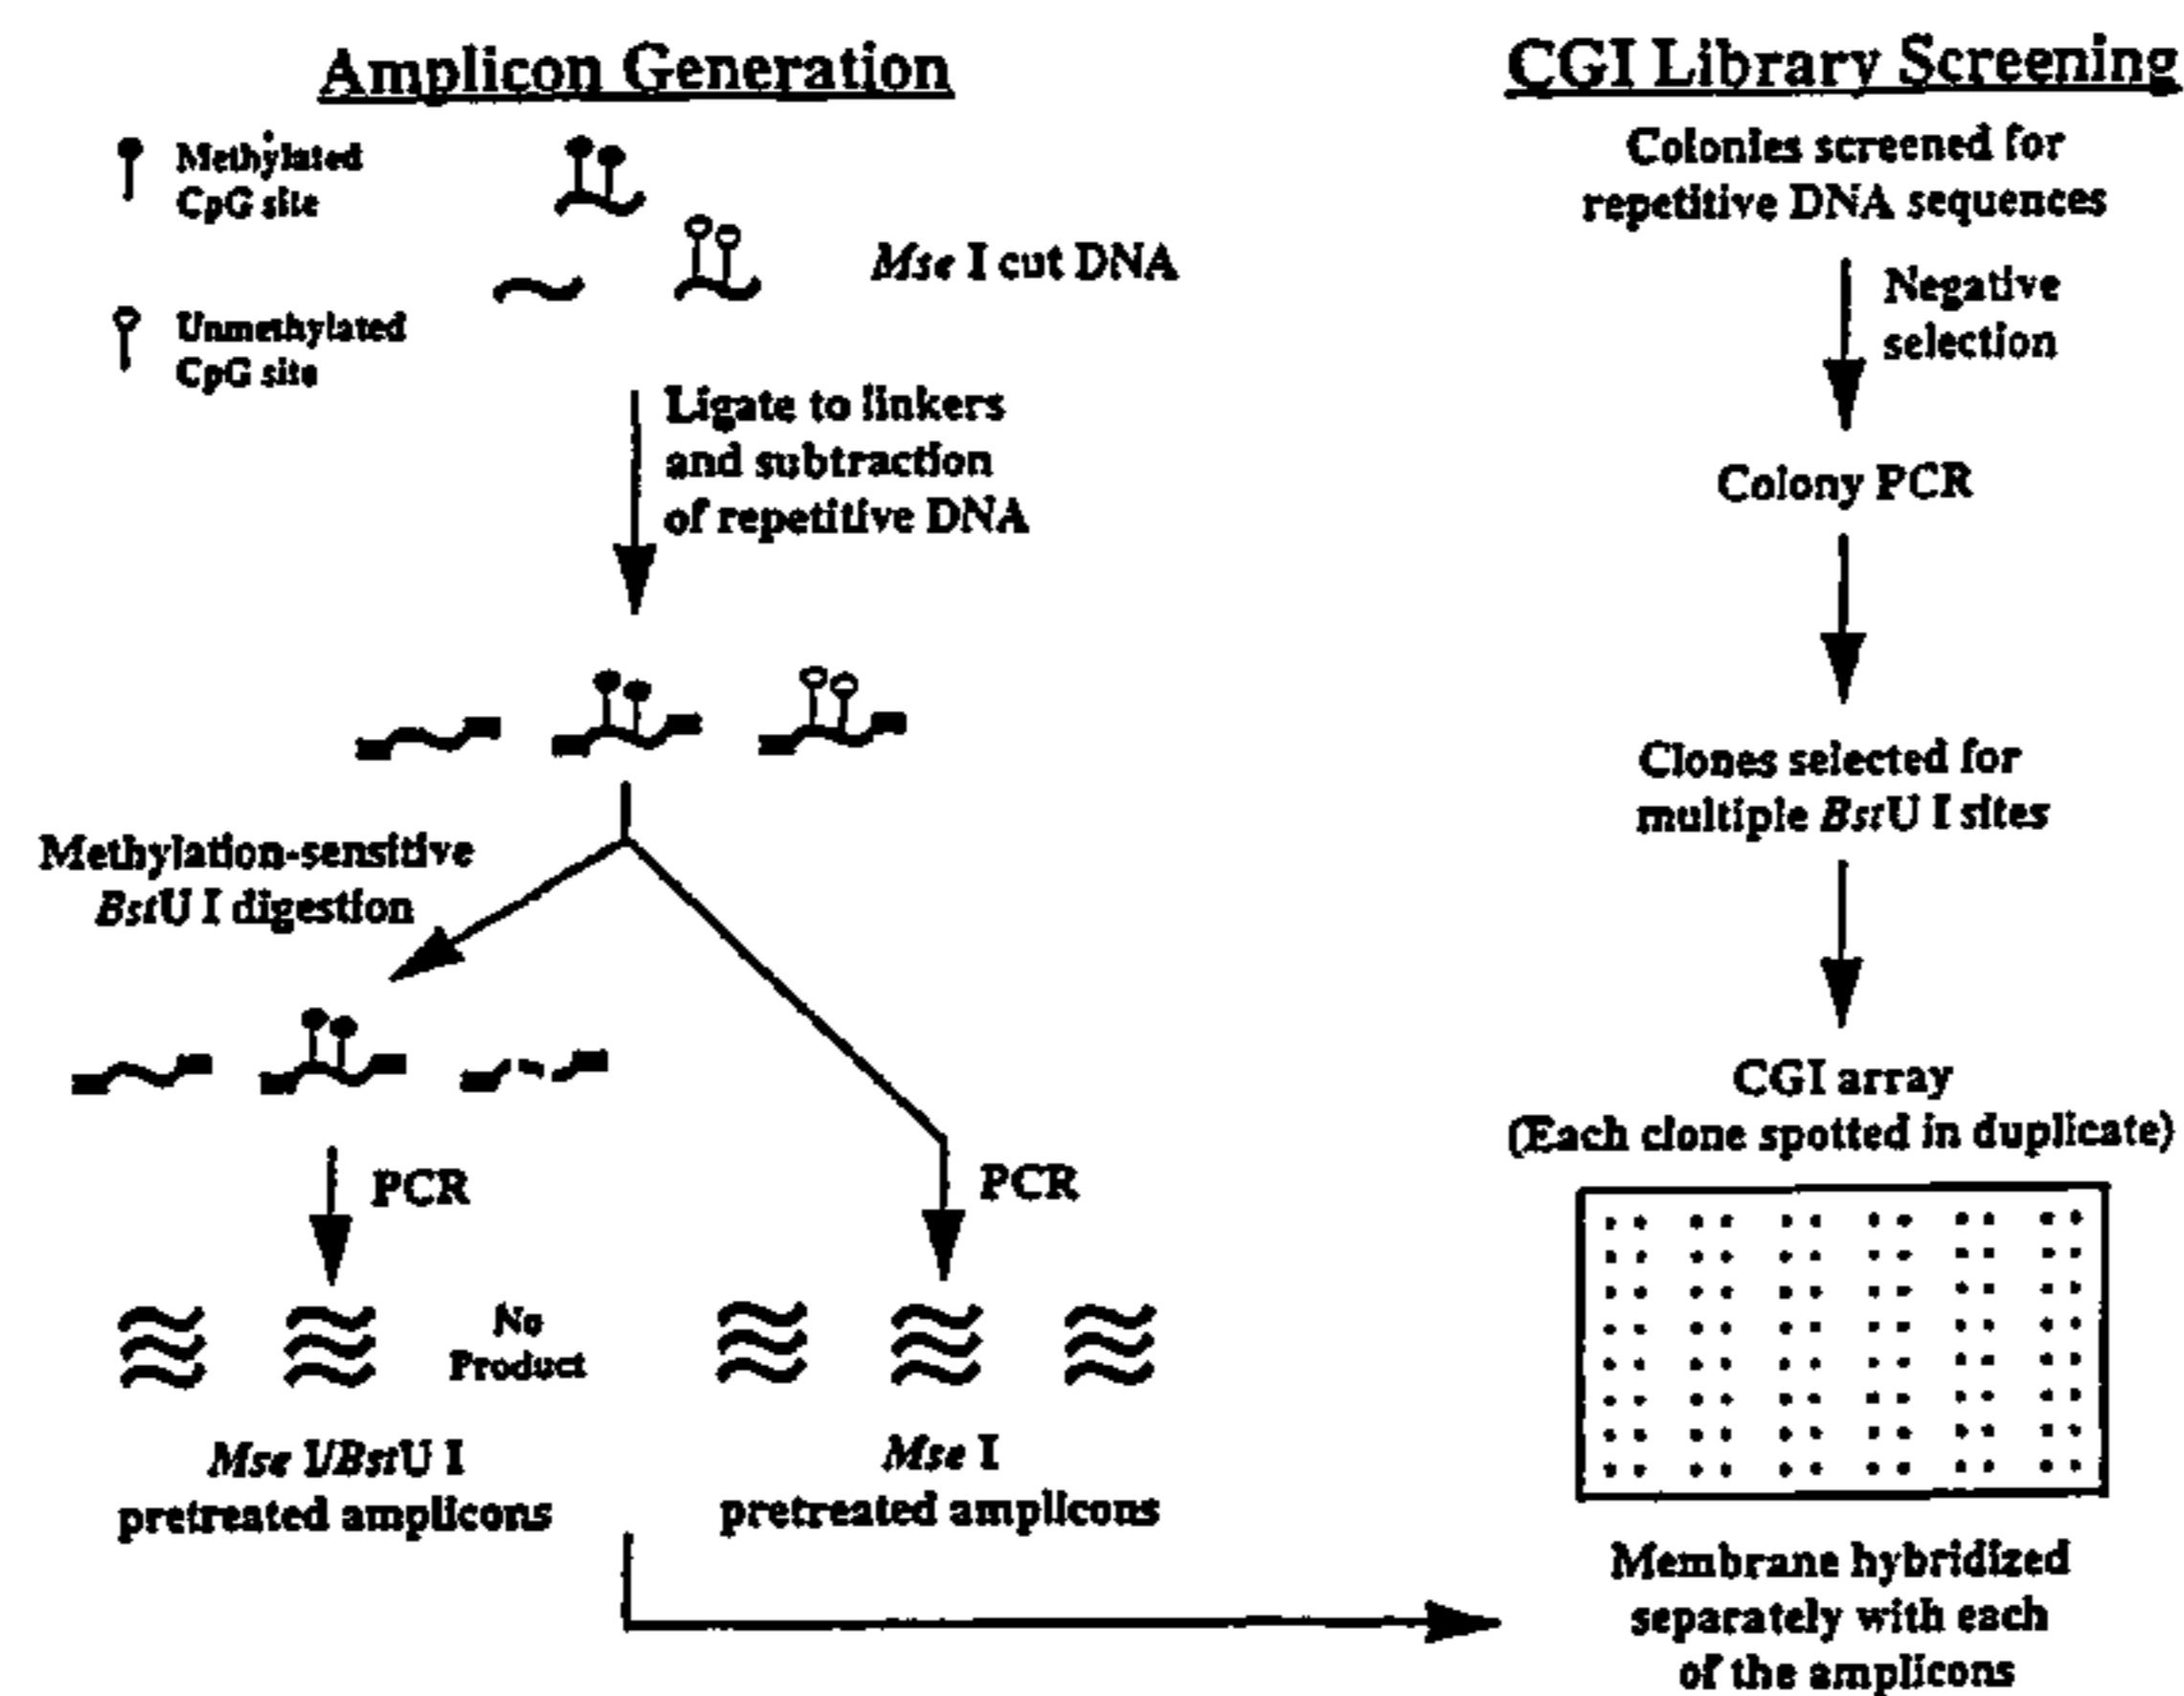 Amplicon Generation
Methylated
CpG site
Unmethylated
CpG site
Mse I cut DNA
Ligate to linkers
and subtraction
of repetitive DNA
Methylation-sensitive
BstU I digestion
PCR
PCR
No
Product
Mse I/BstU I
pretreated amplicons
Mse I
pretreated amplicons
CGI Library Screening
Colonies screened for
repetitive DNA sequences
Negative
selection
Colony PCR
Clones selected for
multiple BstU I sites
CGI array
(Each clone spotted in duplicate)
Membrane hybridized
separately with each
of the amplicons